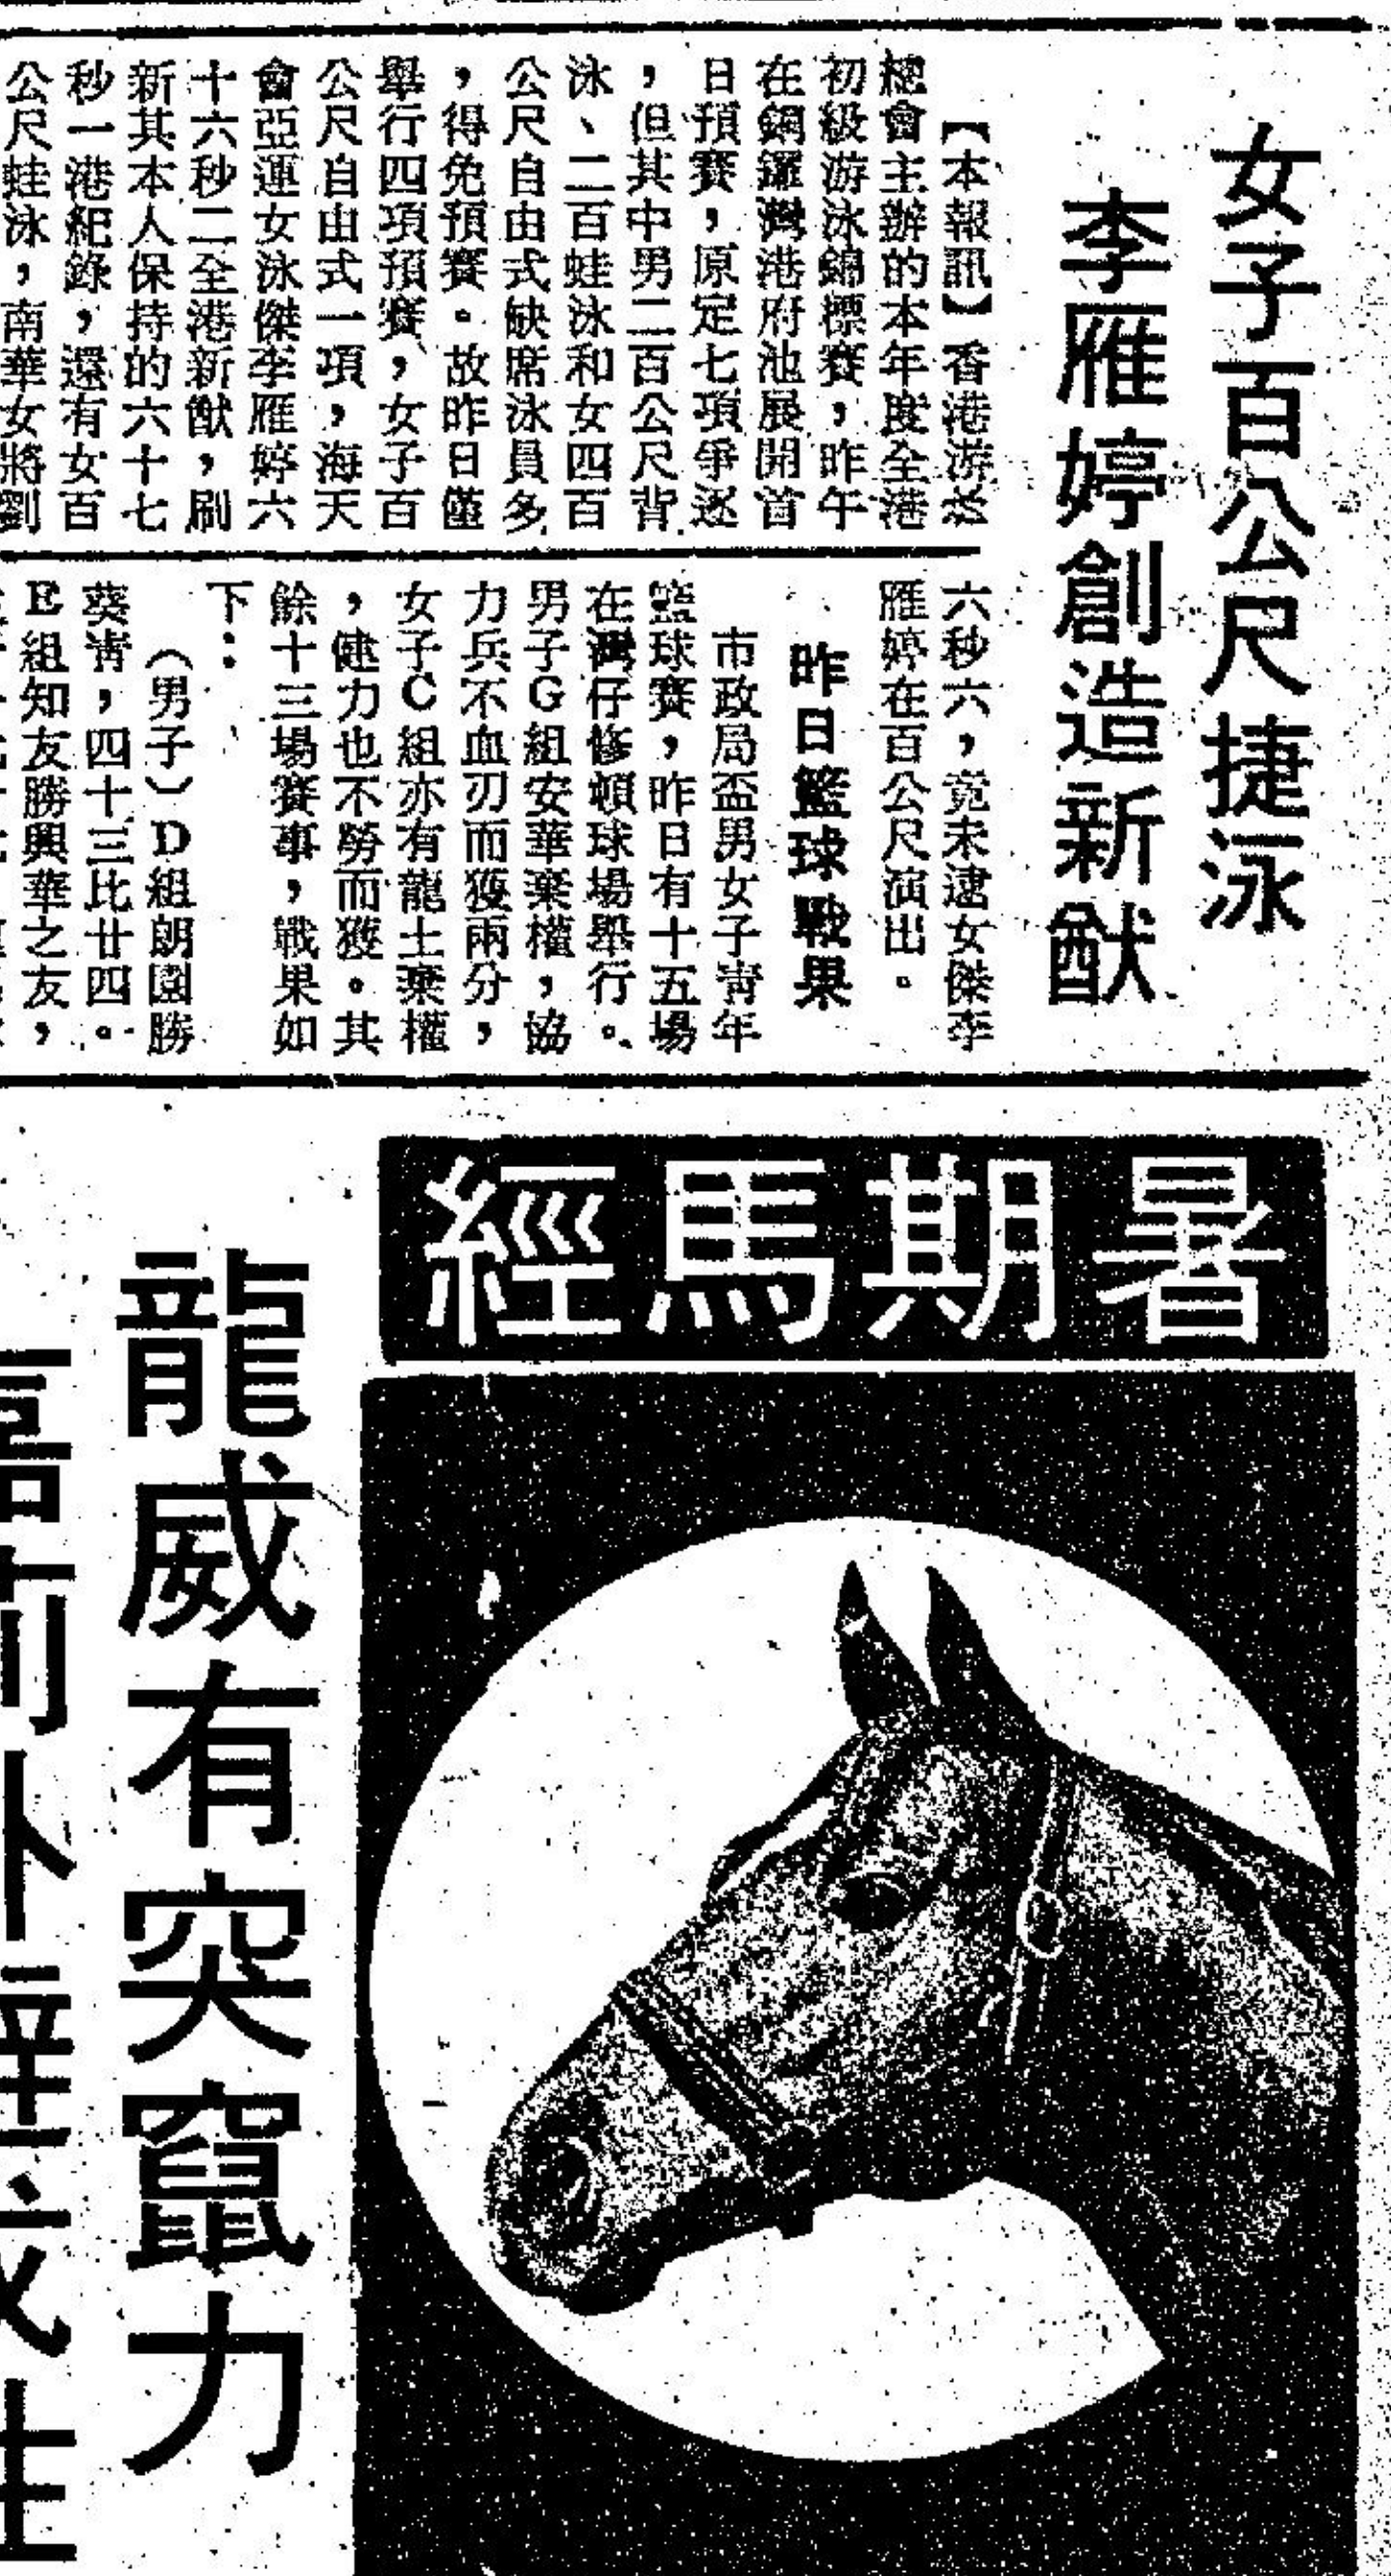 女子百公尺捷泳
李雁婷創造新猷
【本報訊】香港游泳
總會主辦的本年度全港
初級游泳錦標賽，昨午
在銅鑼灣港府池展開首
日預賽，原定七項爭逐
，但其中男二百公尺背
泳、二百蛙泳和女四百
公尺自由式缺席泳員多
，得免預賽。故昨日僅
舉行四項預賽，女子百
公尺自由式一項，海天
會亞運女泳傑李雁婷六
十六秒二全港新猷，刷
新其本人保持的六十七
秒一港紀錄，還有女百
公尺蛙泳，南華女將劉
六秒六，竟未逮女傑李
雁婷在百公尺演出。
昨日籃球戰果
市政局盃男女子靑年
籃球賽，昨日有十五場
在灣仔修頓球場舉行。
男子G組安華棄權，協
力兵不血刃而獲兩分，
女子C組亦有龍士棄權
，健力也不勞而獲。其
餘十三場賽事，戰果如
下：
（男子）D組朗園勝
葵靑，四十三比廿四。
E組知友勝興華之友，
暑期馬經
龍威有突竄力